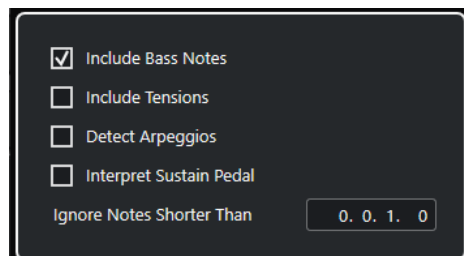 Include Bass Notes
Include Tensions
Detect Arpeggios
Interpret Sustain Pedal
Ignore Notes Shorter Than 0. 0. 1. 0